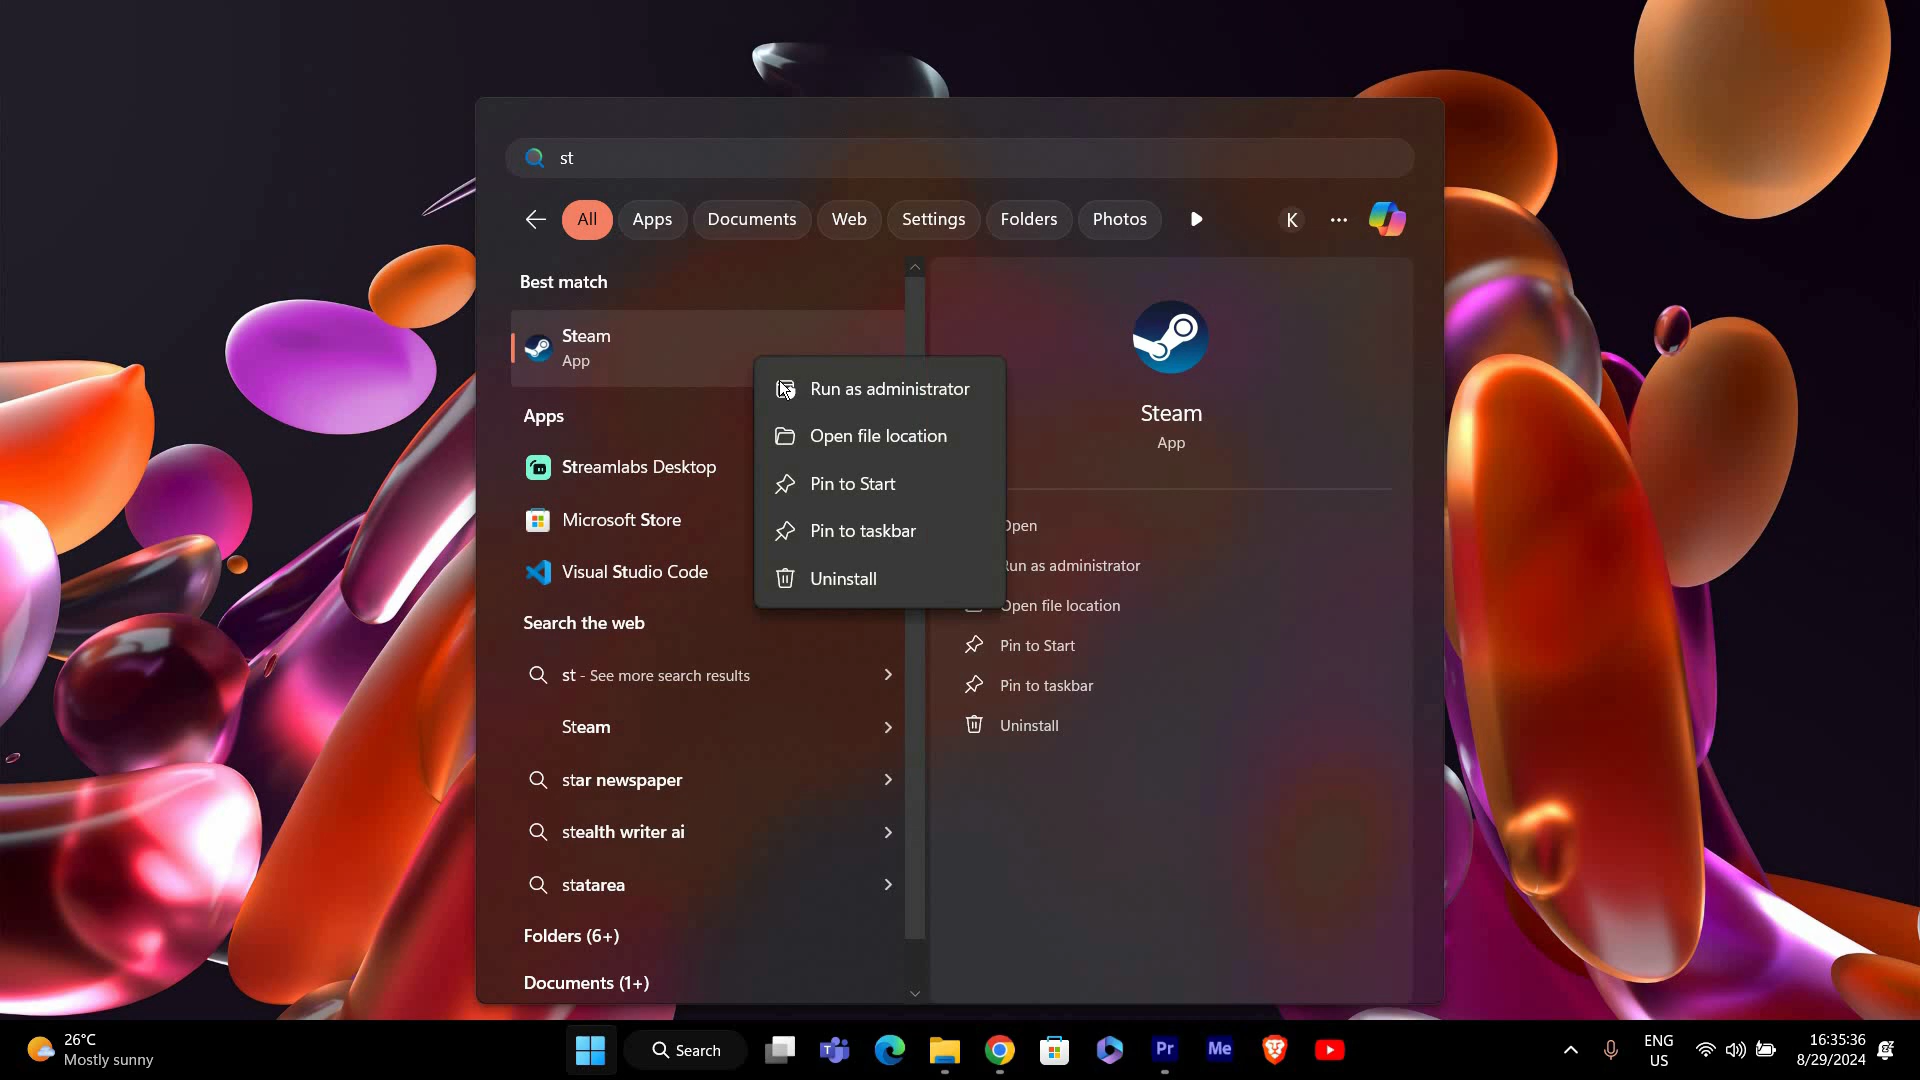 st
All Apps Documents Web Settings Folders Photos K
Best match
Steam
App
Apps
Streamlabs Desktop
Microsoft Store
Visual Studio Code
Search the web
st - See more search results
Steam
star newspaper
stealth writer ai
statarea
Folders (6+)
Documents (1+)
Run as administrator
Open file location
Pin to Start
Pin to taskbar
Uninstall
Steam
App
Open
Run as administrator
Open file location
Pin to Start
Pin to taskbar
Uninstall
26°C
Mostly sunny
Search
Pr
Me
ENG
US
16:35:36
8/29/2024